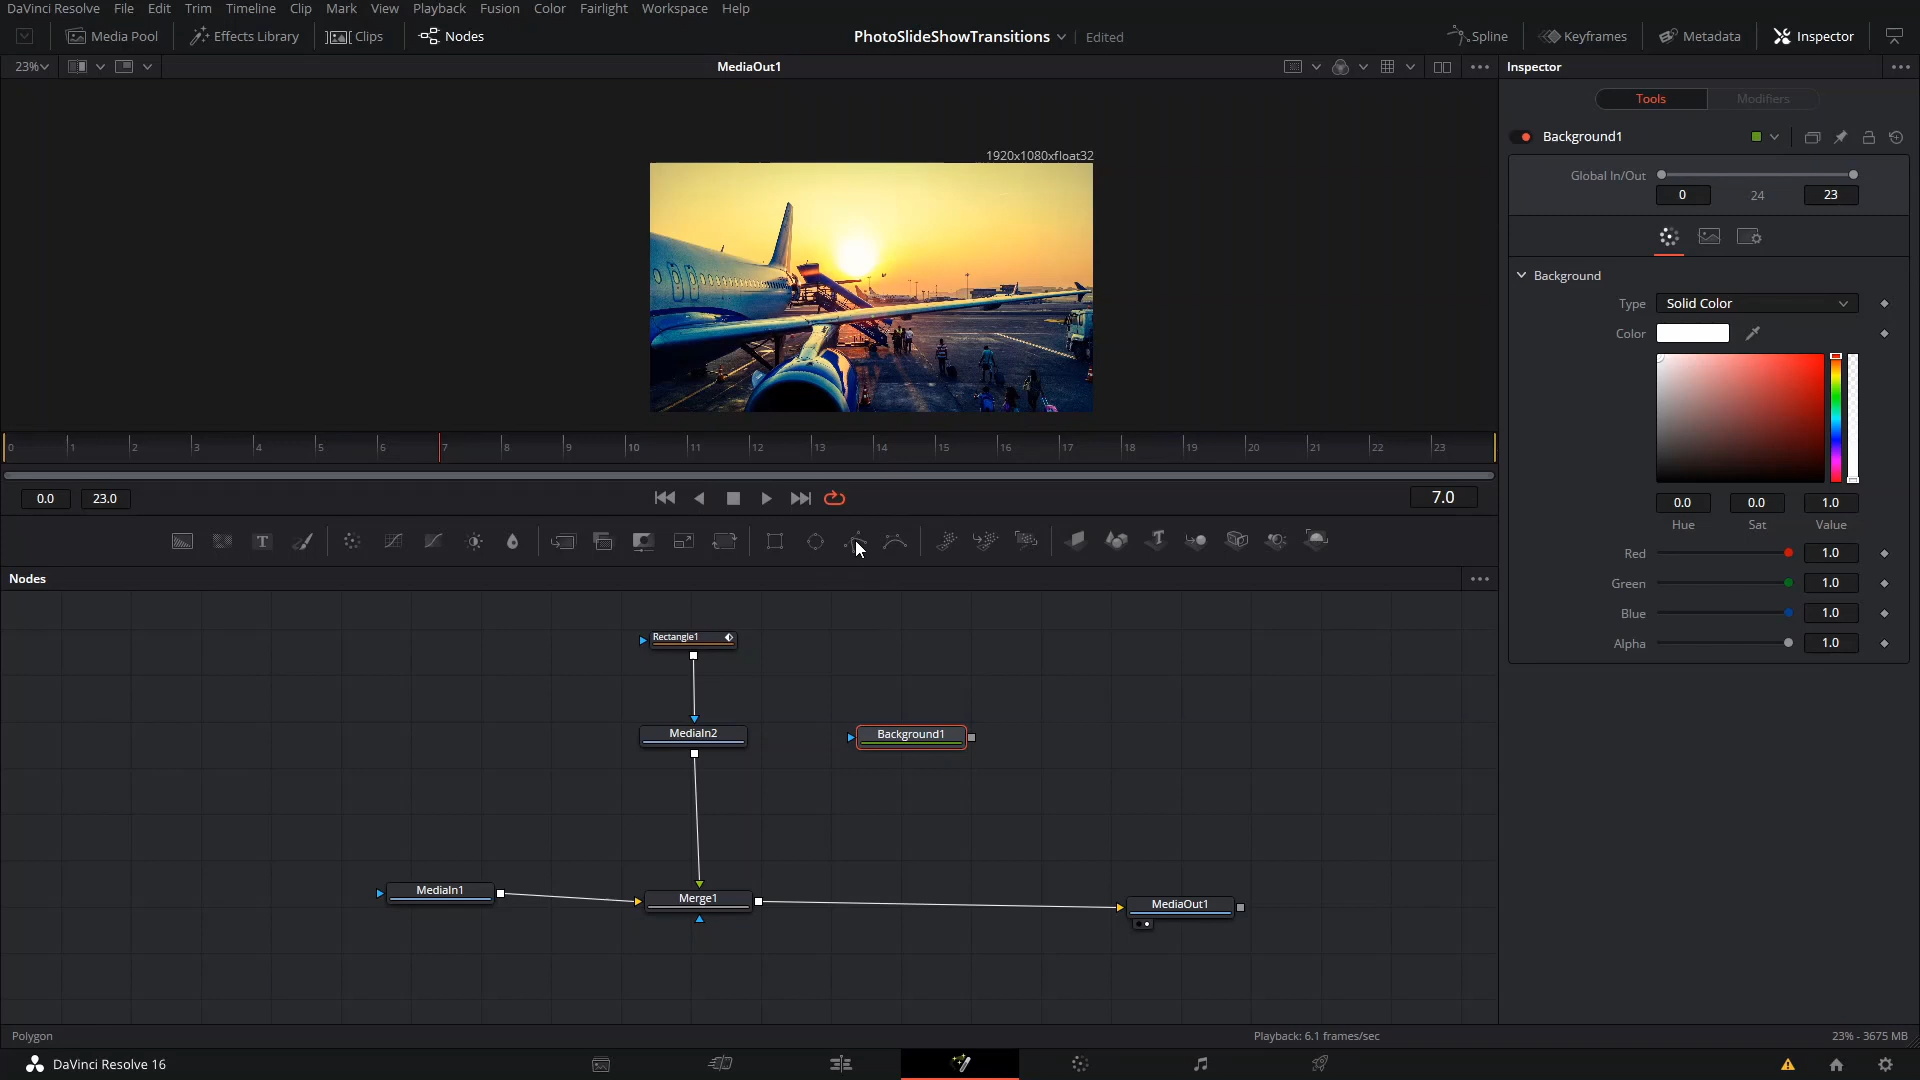 DaVinci Resolve File Edit Trim Timeline Clip Mark View Playback Fusion Color Fairlight Workspace Help
Media Pool Effects Library Clips Nodes PhotoSlideShowTransitions Edited Spline Keyframes Metadata Inspector
23% MediaOut1 Inspector
Tools Modifiers
Background1
1920x1080xfloat32
Global In/Out
0 24 23
Background
Type Solid Color
Color
0 1 2 3 4 5 6 7 8 9 10 11 12 13 14 15 16 17 18 19 20 21 22 23
0.0 23.0 7.0
0.0 0.0 1.0
Hue Sat Value
Red 1.0
Green 1.0
Blue 1.0
Alpha 1.0
Nodes
Rectangle1
MediaIn2
Background1
MediaIn1
Merge1
MediaOut1
Polygon Playback: 6.1 frames/sec 23% - 3675 MB
DaVinci Resolve 16